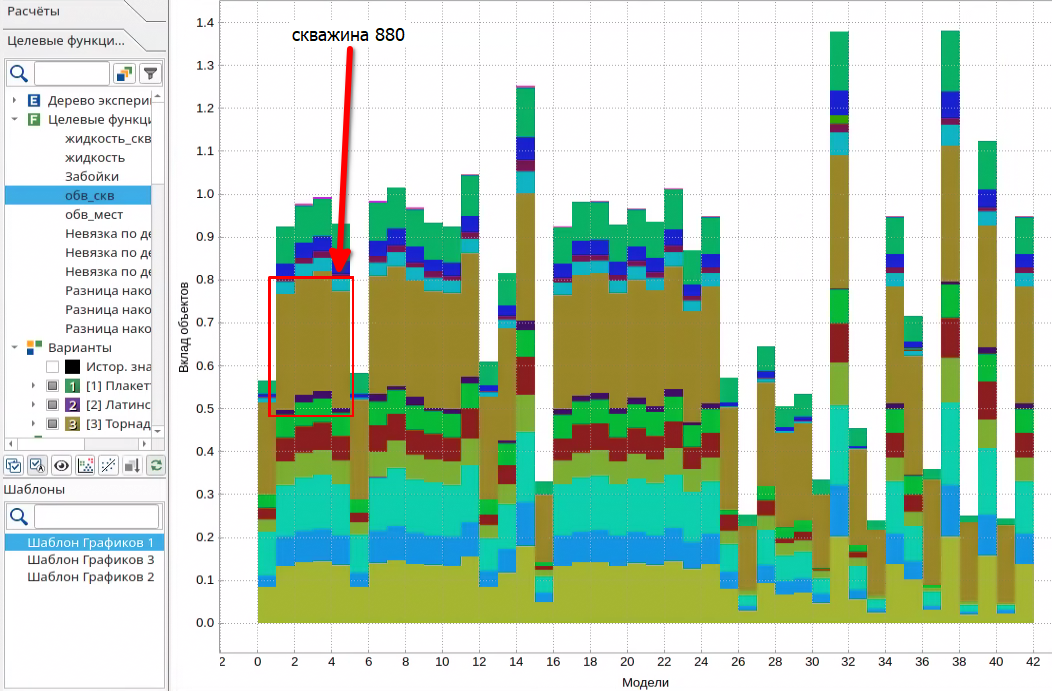 Расчёты
Целевые функци...
E Дерево экспери
F Целевые функци
жидкость_скв
жидкость
Забойки
обв_скв
обв_мест
Невязка по де
Невязка по де
Невязка по де
Разница нако
Разница нако
Разница нако
Варианты
Истор. зна
1 [1] Плакет
2 [2] Латинс
3 [3] Торнад
Шаблоны
Шаблон Графиков 1
Шаблон Графиков 3
Шаблон Графиков 2
скважина 880
Вклад объектов
1.4
1.3
1.2
1.1
1.0
0.9
0.8
0.7
0.6
0.5
0.4
0.3
0.2
0.1
0.0
2 0 2 4 6 8 10 12 14 16 18 20 22 24 26 28 30 32 34 36 38 40 42
Модели